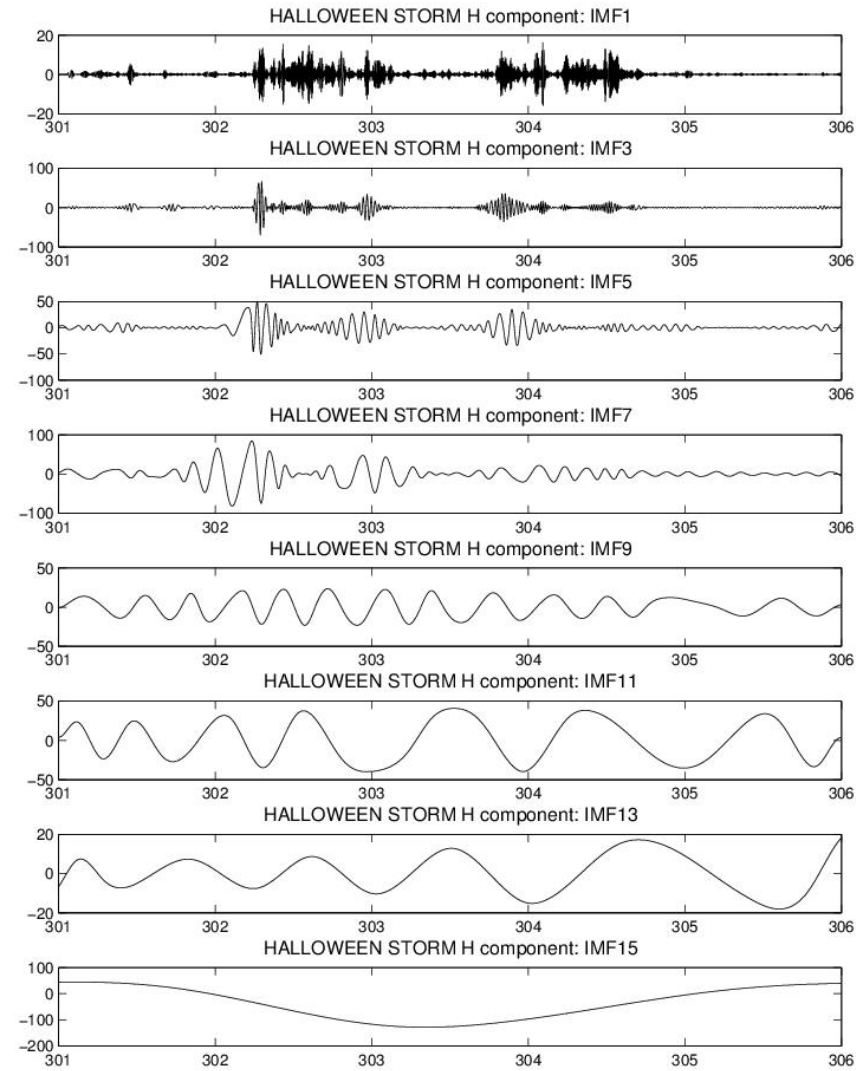 HALLOWEEN STORM H component: IMF1
20
0
−20
301 302 303 304 305 306
HALLOWEEN STORM H component: IMF3
100
0
−100
301 302 303 304 305 306
HALLOWEEN STORM H component: IMF5
50
0
−50
−100
301 302 303 304 305 306
HALLOWEEN STORM H component: IMF7
100
0
−100
301 302 303 304 305 306
HALLOWEEN STORM H component: IMF9
50
0
−50
301 302 303 304 305 306
HALLOWEEN STORM H component: IMF11
50
0
−50
301 302 303 304 305 306
HALLOWEEN STORM H component: IMF13
20
0
−20
301 302 303 304 305 306
HALLOWEEN STORM H component: IMF15
100
0
−100
−200
301 302 303 304 305 306